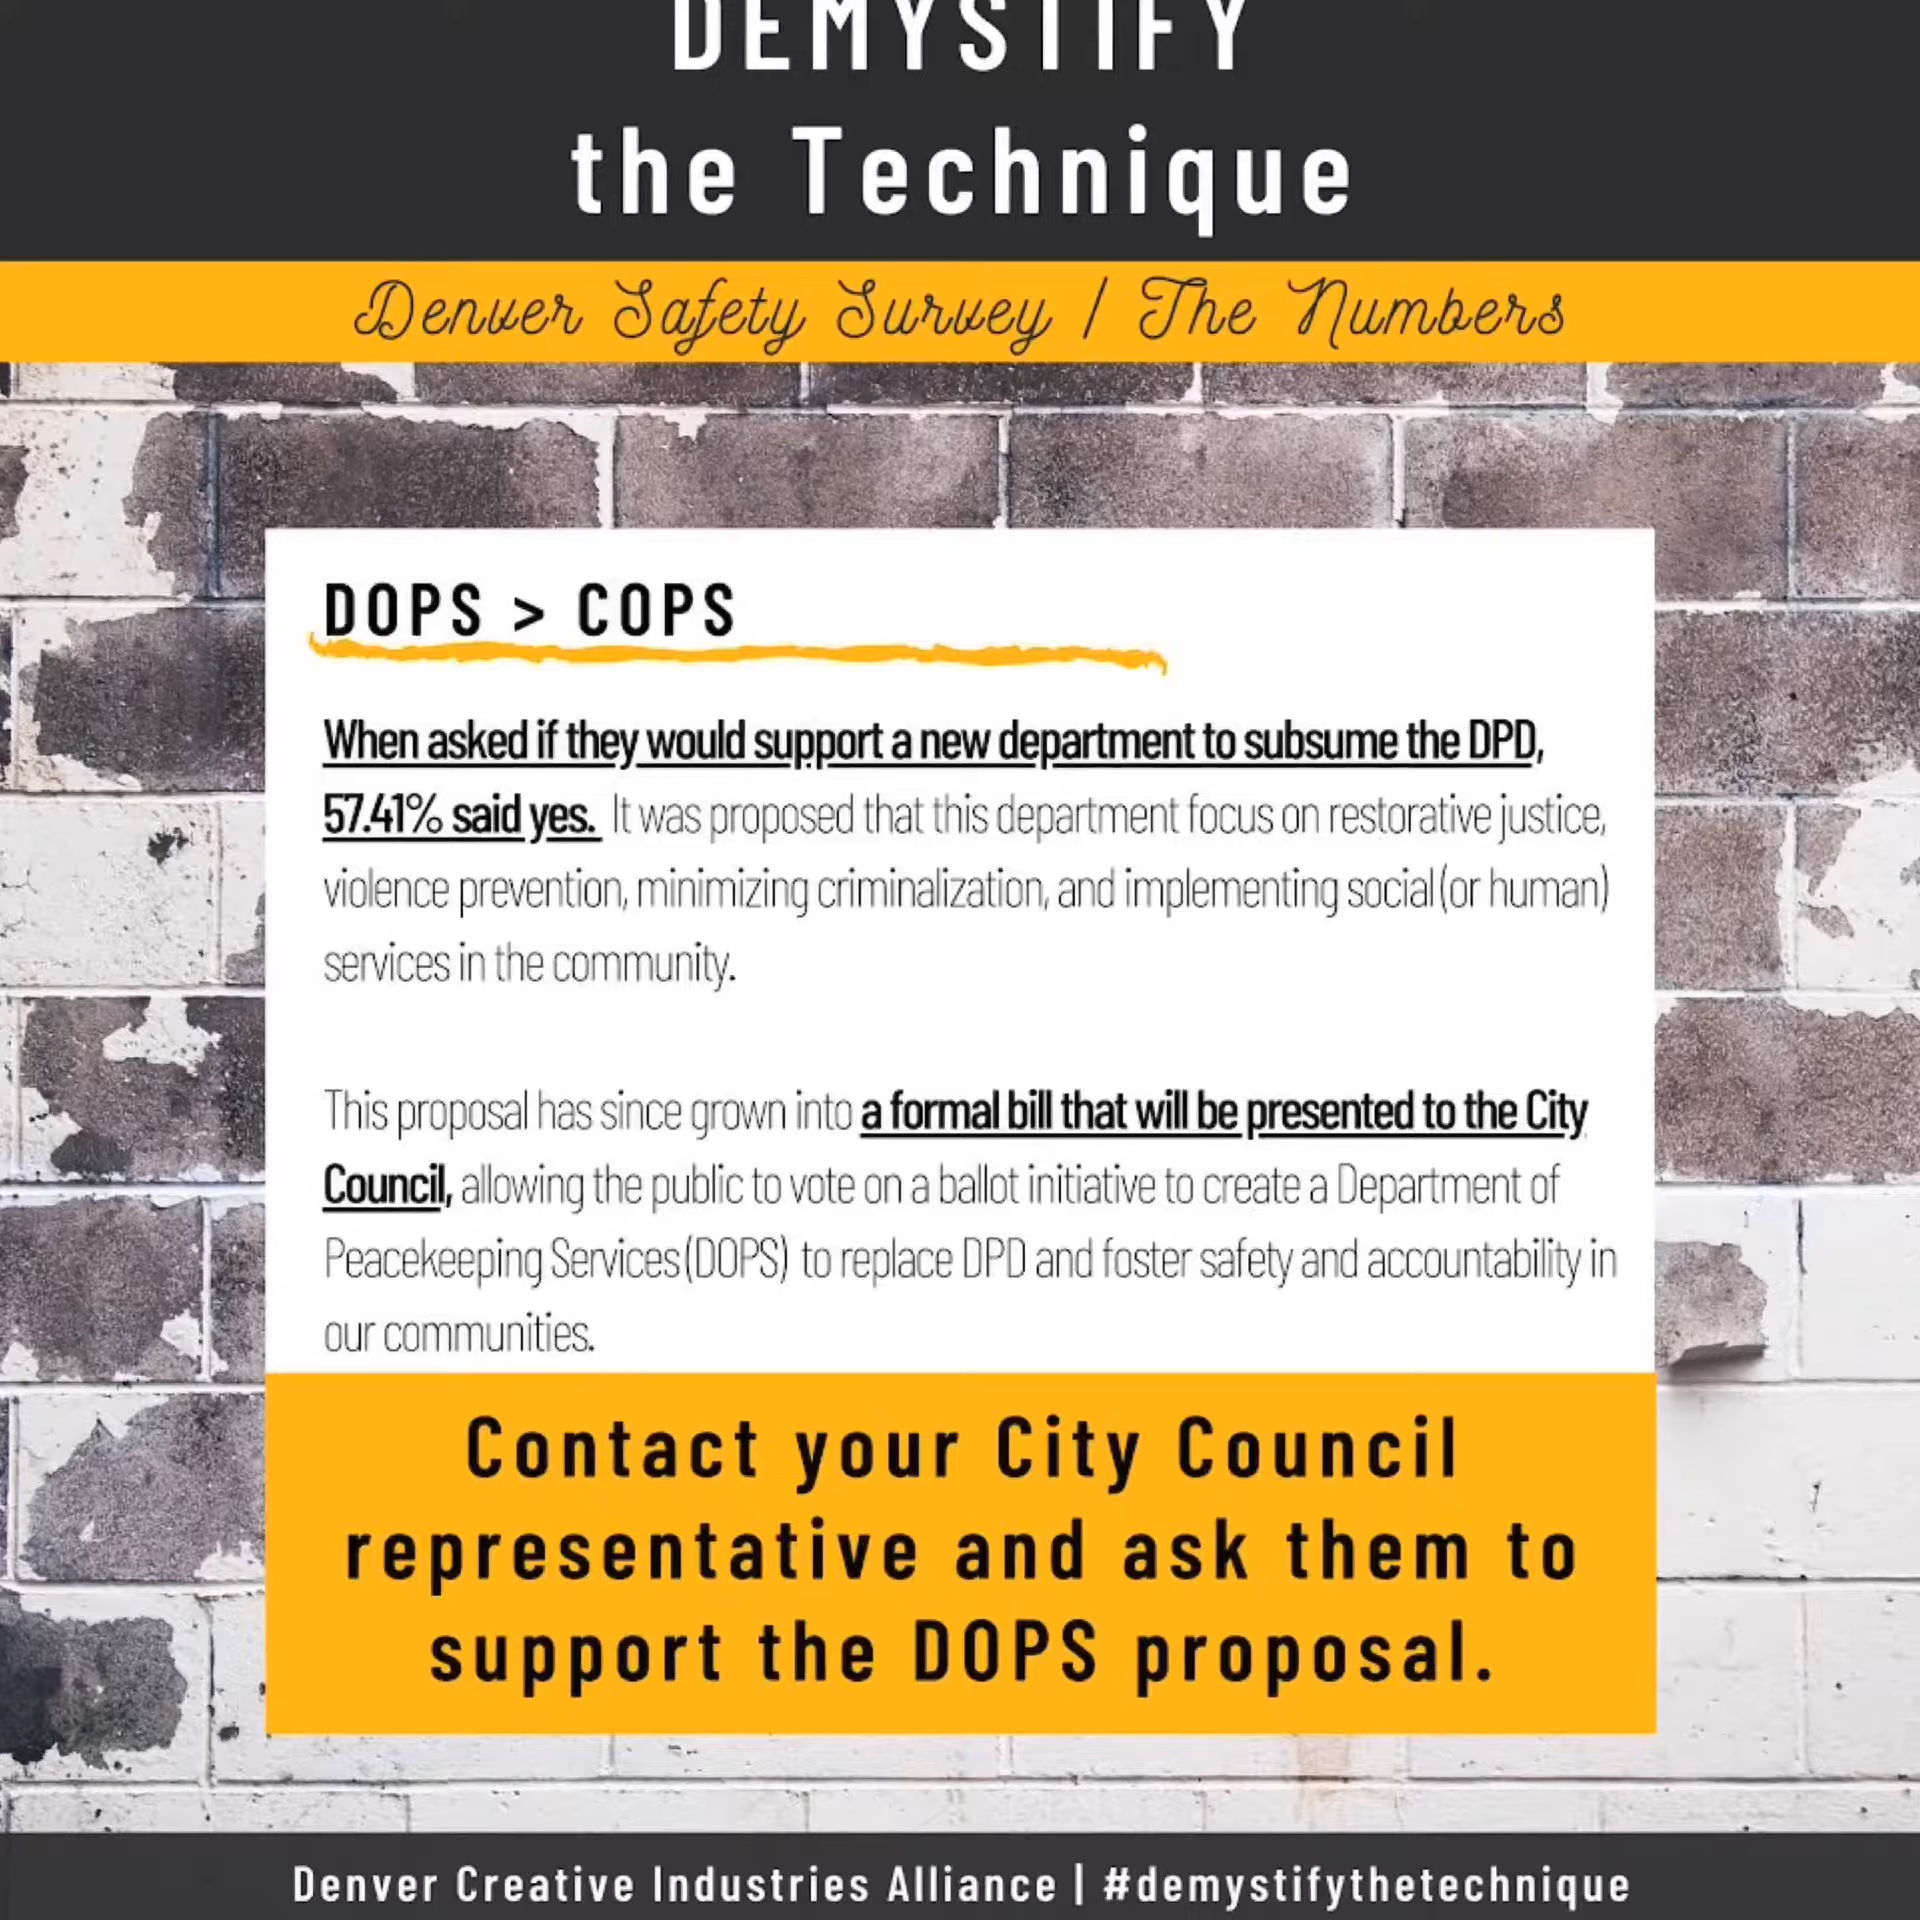 DEMYSTIFY
the Technique
Denver Safety Survey / The Numbers
DOPS > COPS
When asked if they would support a new department to subsume the DPD,
57.41% said yes. It was proposed that this department focus on restorative justice,
violence prevention, minimizing criminalization, and implementing social (or human)
services in the community.
This proposal has since grown into a formal bill that will be presented to the City
Council, allowing the public to vote on a ballot initiative to create a Department of
Peacekeeping Services (DOPS) to replace DPD and foster safety and accountability in
our communities.
Contact your City Council
representative and ask them to
support the DOPS proposal.
Denver Creative Industries Alliance | #demystifythetechnique